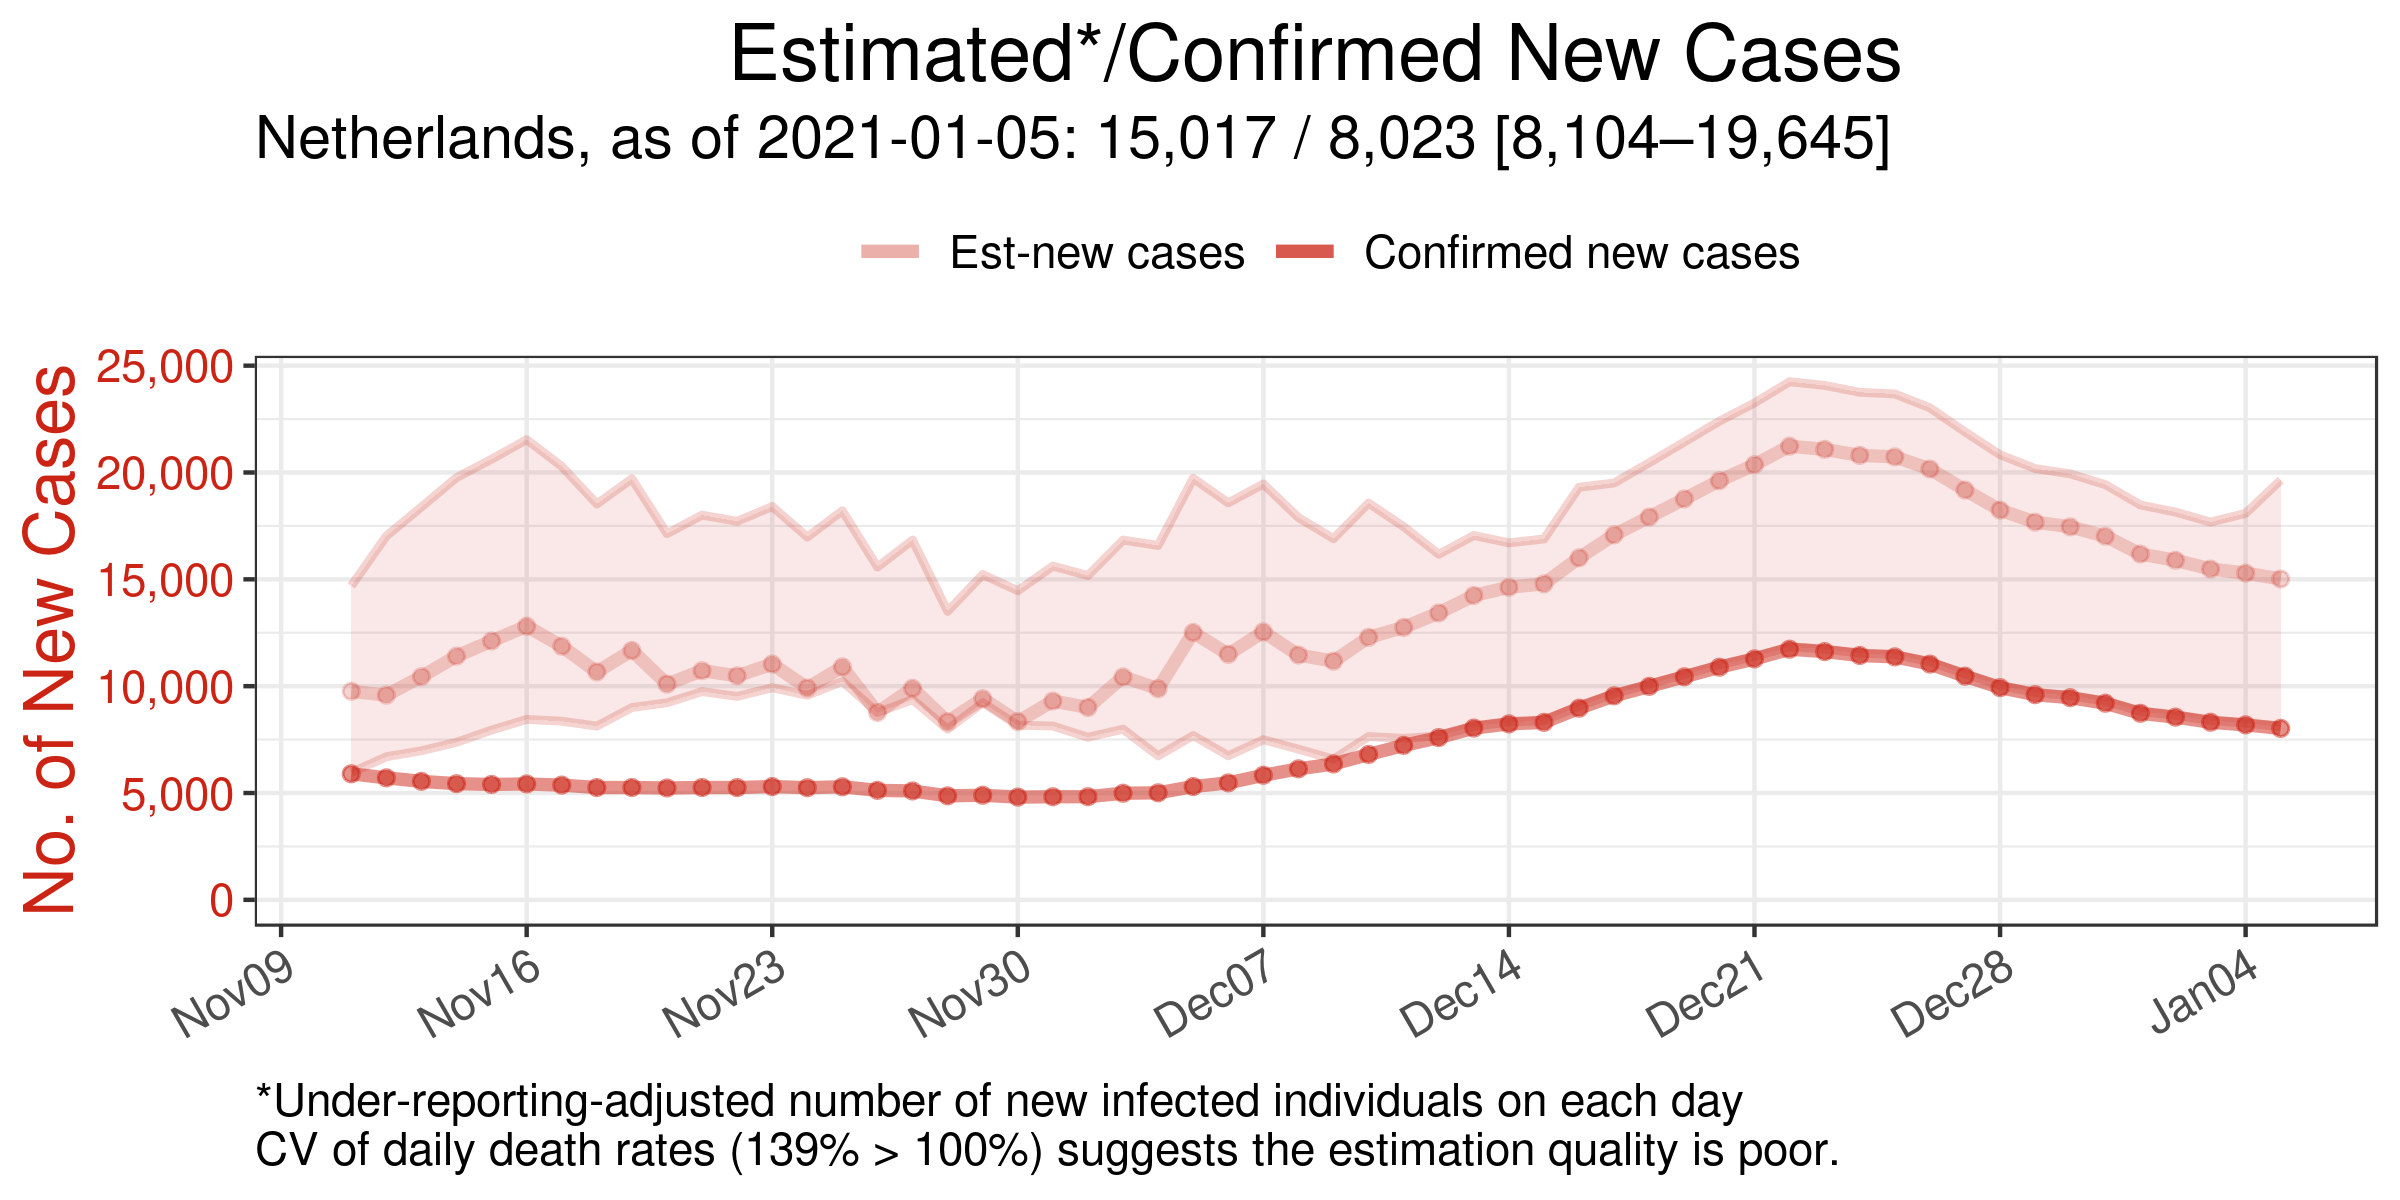 Estimated*/Confirmed New Cases
Netherlands, as of 2021-01-05: 15,017 / 8,023 [8,104–19,645]
Est-new cases
Confirmed new cases
No. of New Cases
25,000
20,000
15,000
10,000
5,000
0
Nov09
Nov16
Nov23
Nov30
Dec07
Dec14
Dec21
Dec28
Jan04
*Under-reporting-adjusted number of new infected individuals on each day
CV of daily death rates (139% > 100%) suggests the estimation quality is poor.